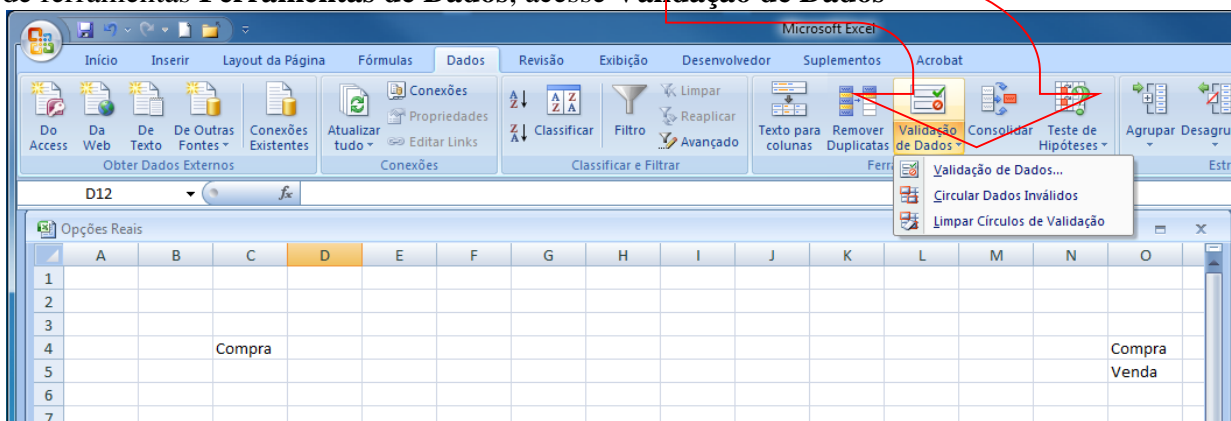 de ferramentas Ferramentas de Dados, acesse Validação de Dados
Microsoft Excel
Início Inserir Layout da Página Fórmulas Dados Revisão Exibição Desenvolvedor Suplementos Acrobat
Do Access
Da Web
De Texto
De Outras Fontes
Conexões Existentes
Obter Dados Externos
Atualizar tudo
Conexões
Propriedades
Editar Links
Conexões
Classificar
Filtro
Limpar
Reaplicar
Avançado
Classificar e Filtrar
Texto para colunas
Remover Duplicatas
Validação de Dados
Consolidar
Teste de Hipóteses
Agrupar
Validação de Dados...
Circular Dados Inválidos
Limpar Círculos de Validação
D12 fx
Opções Reais
A B C D E F G H I J K L M N O
1
2
3
4 Compra Compra
5 Venda
6
7